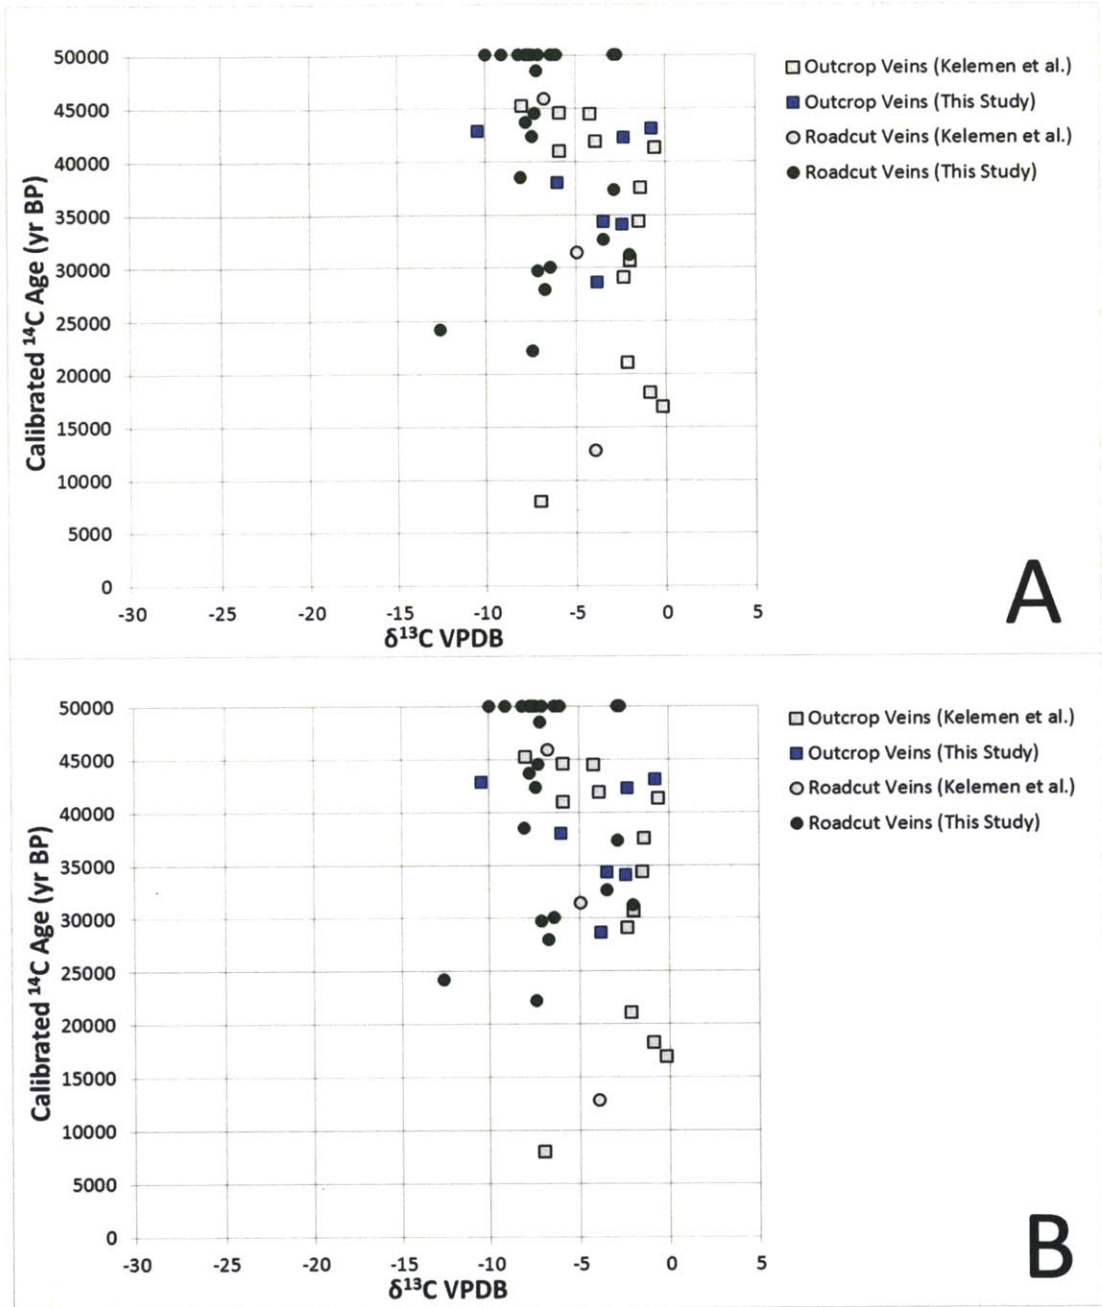 50000
45000
40000
35000
30000
25000
20000
15000
10000
5000
0
Calibrated ¹⁴C Age (yr BP)
-30 -25 -20 -15 -10 -5 0 5
δ¹³C VPDB
Outcrop Veins (Kelemen et al.)
Outcrop Veins (This Study)
Roadcut Veins (Kelemen et al.)
Roadcut Veins (This Study)
A
50000
45000
40000
35000
30000
25000
20000
15000
10000
5000
0
Calibrated ¹⁴C Age (yr BP)
-30 -25 -20 -15 -10 -5 0 5
δ¹³C VPDB
Outcrop Veins (Kelemen et al.)
Outcrop Veins (This Study)
Roadcut Veins (Kelemen et al.)
Roadcut Veins (This Study)
B